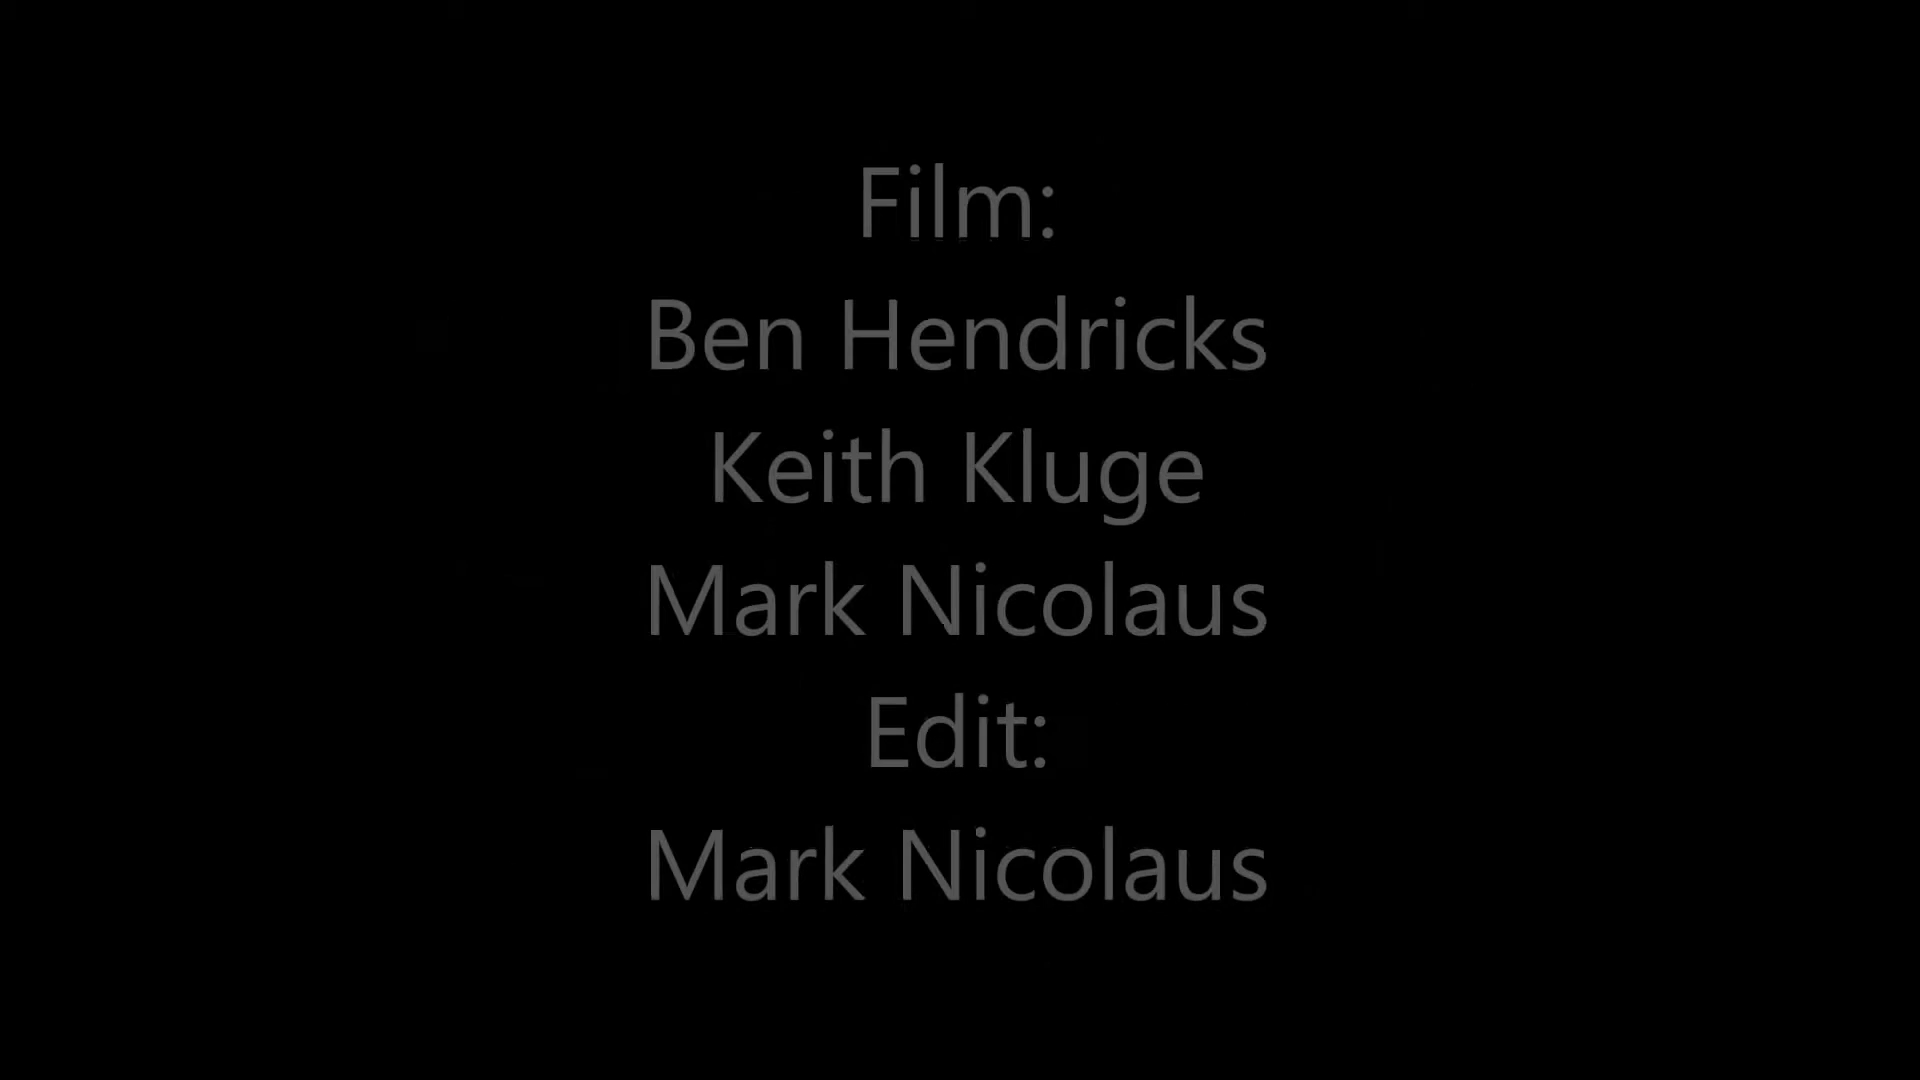 Film:
Ben Hendricks
Keith Kluge
Mark Nicolaus
Edit:
Mark Nicolaus